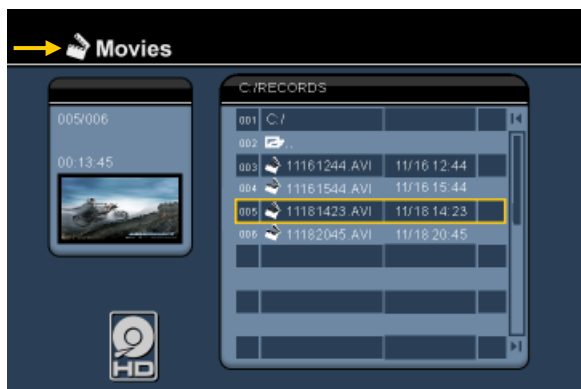 Movies
005/006
00:13:45
HD
C:/RECORDS
001 C:/
002 ..
003 11161244.AVI 11/16 12:44
004 11161544.AVI 11/16 15:44
005 11181423.AVI 11/18 14:23
006 11182045.AVI 11/18 20:45